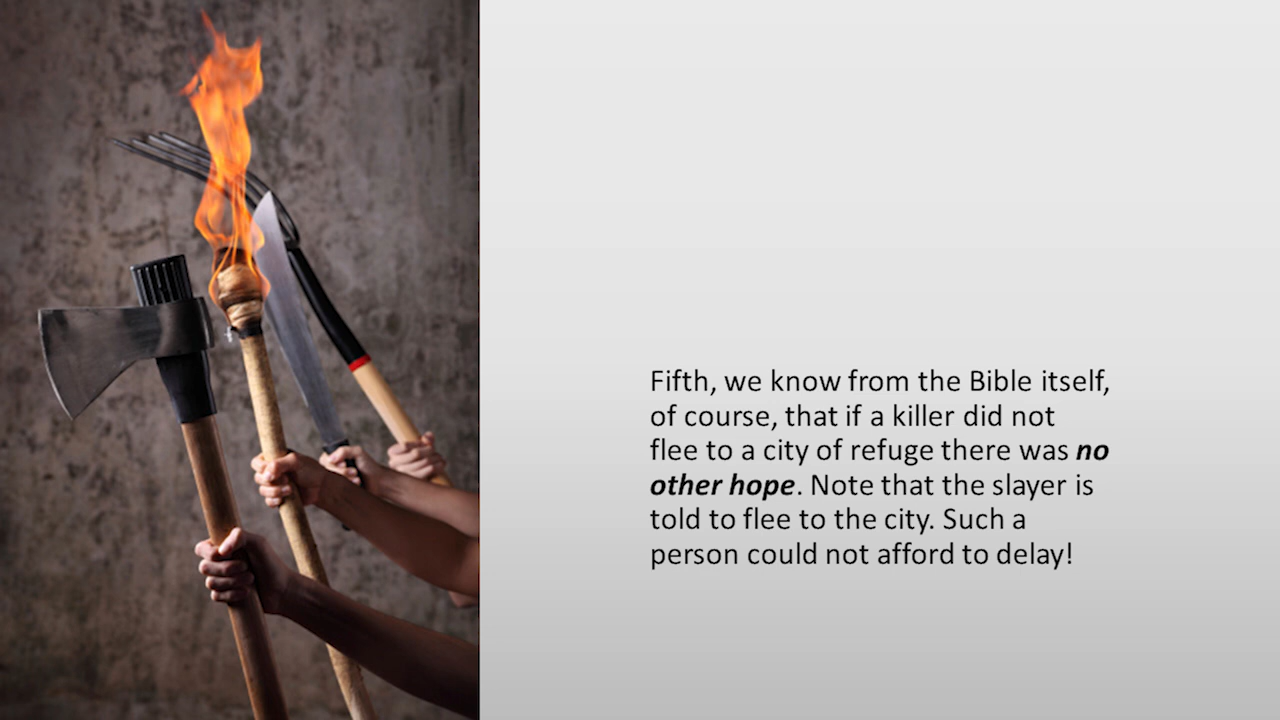 Fifth, we know from the Bible itself,
of course, that if a killer did not
flee to a city of refuge there was no
other hope. Note that the slayer is
told to flee to the city. Such a
person could not afford to delay!